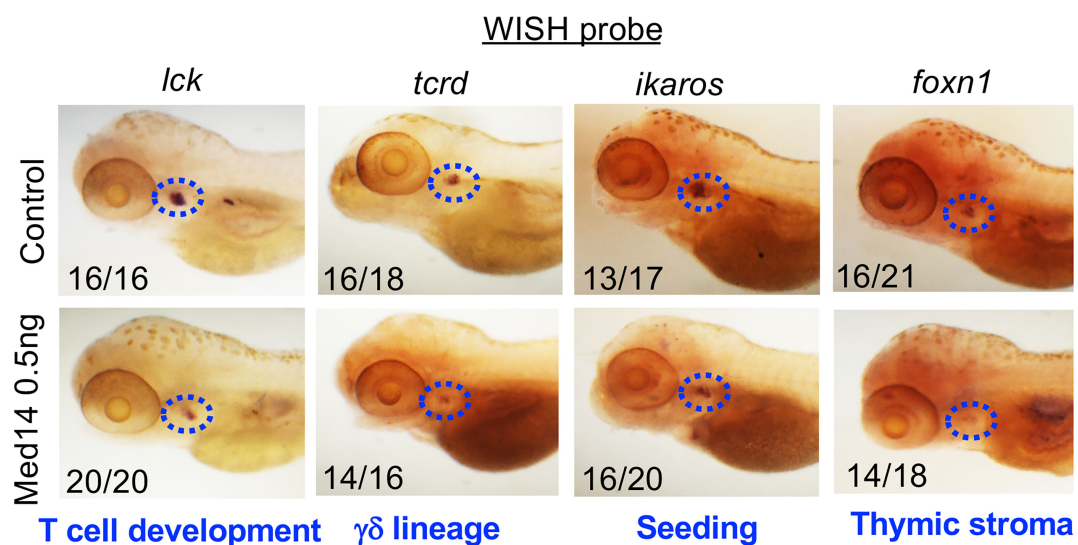 WISH probe
lck tcrd ikaros foxn1
Control
16/16 16/18 13/17 16/21
Med14 0.5ng
20/20 14/16 16/20 14/18
T cell development γδ lineage Seeding Thymic stroma